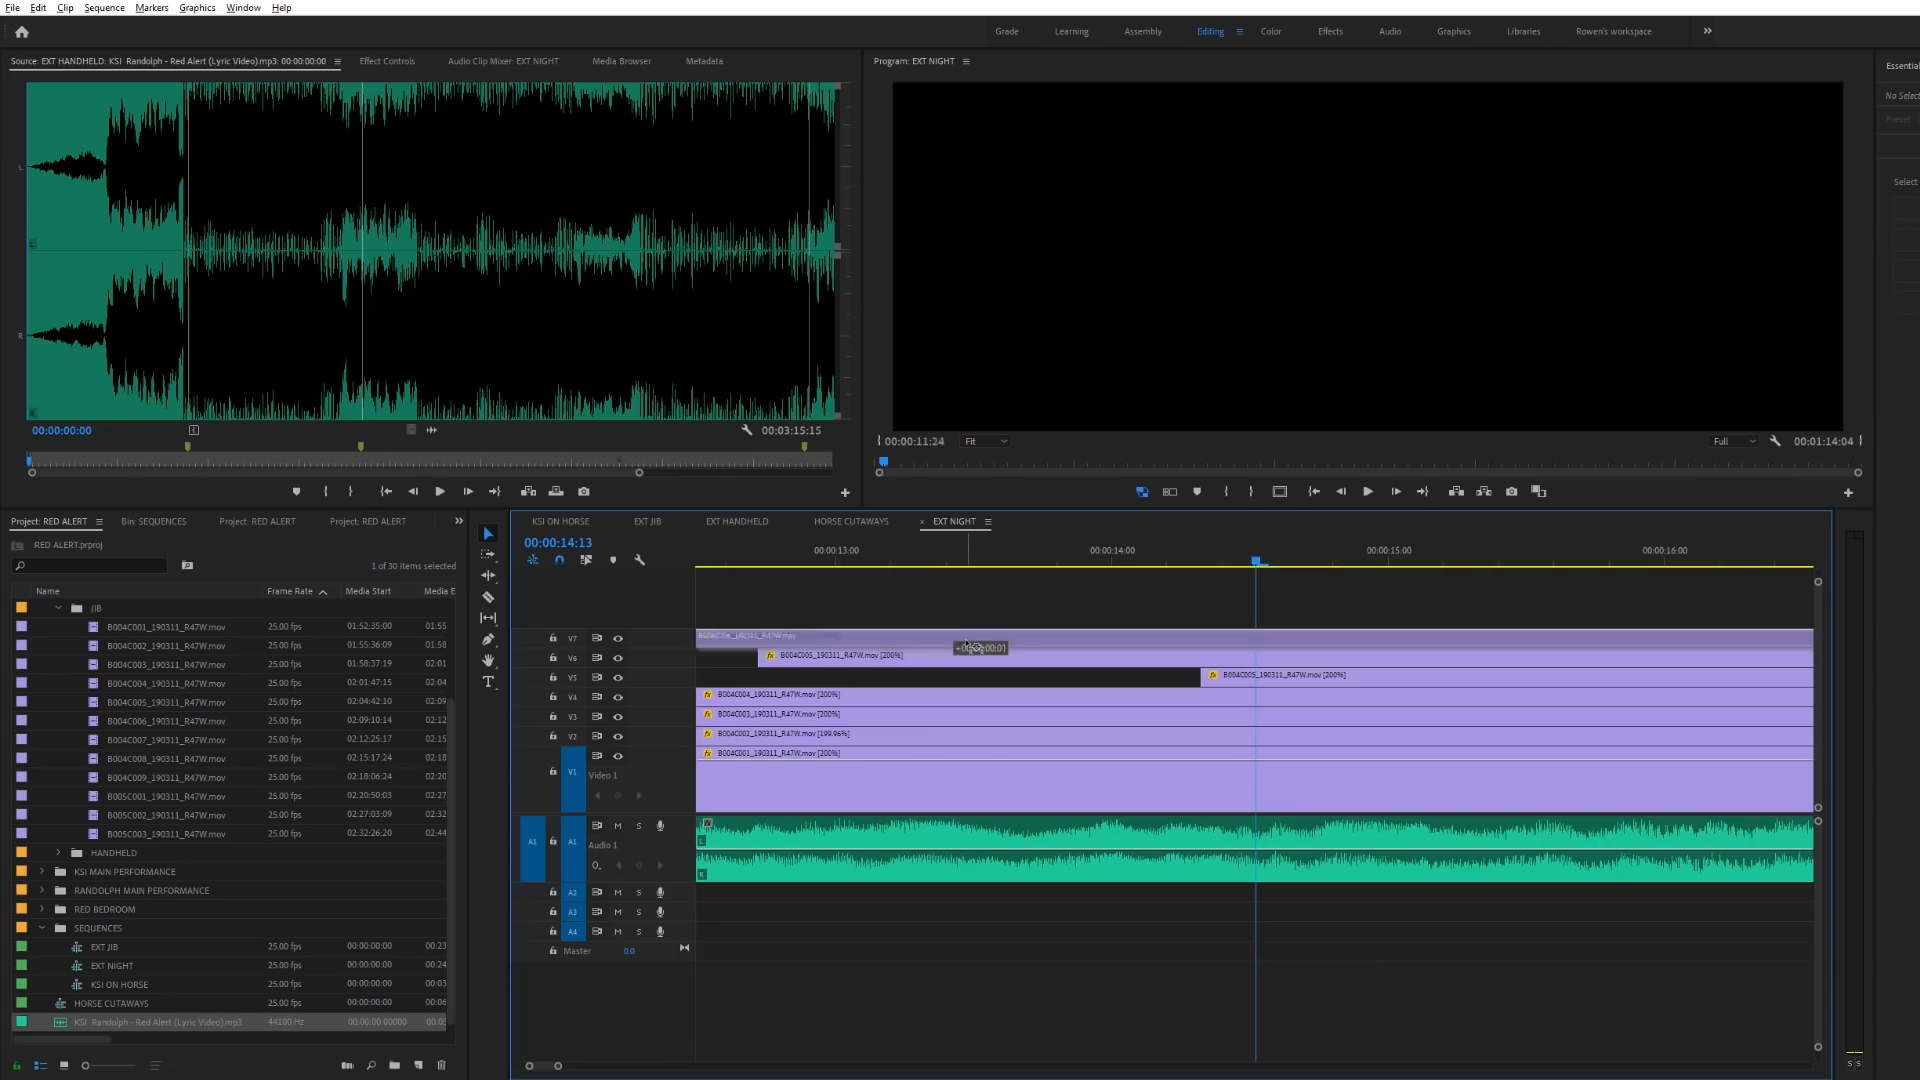 File Edit Clip Sequence Markers Graphics Window Help
Grade Learning Assembly Editing Color Effects Audio Graphics Libraries Rowen's workspace
Source: EXT HANDHELD: KSI Randolph - Red Alert (Lyric Video).mp3: 00:00:00:00 Effect Controls Audio Clip Mixer: EXT NIGHT Media Browser Metadata
Program: EXT NIGHT
Essential
No Select
Preset
Select
L
R
00:00:00:00
00:03:15:15
00:00:11:24 Fit Full 00:01:14:04
Project: RED ALERT Bin: SEQUENCES Project: RED ALERT Project: RED ALERT
RED ALERT.prproj
1 of 30 items selected
Name Frame Rate Media Start Media E
JIB
B004C001_190311_R47W.mov 25.00 fps 01:52:35:00 01:55
B004C002_190311_R47W.mov 25.00 fps 01:55:36:09 01:58
B004C003_190311_R47W.mov 25.00 fps 01:58:37:19 02:01
B004C004_190311_R47W.mov 25.00 fps 02:01:47:15 02:04
B004C005_190311_R47W.mov 25.00 fps 02:04:42:10 02:09
B004C006_190311_R47W.mov 25.00 fps 02:09:10:14 02:12
B004C007_190311_R47W.mov 25.00 fps 02:12:25:17 02:15
B004C008_190311_R47W.mov 25.00 fps 02:15:17:24 02:18
B004C009_190311_R47W.mov 25.00 fps 02:18:06:24 02:20
B005C001_190311_R47W.mov 25.00 fps 02:20:50:03 02:27
B005C002_190311_R47W.mov 25.00 fps 02:27:03:09 02:32
B005C003_190311_R47W.mov 25.00 fps 02:32:26:20 02:44
HANDHELD
KSI MAIN PERFORMANCE
RANDOLPH MAIN PERFORMANCE
RED BEDROOM
SEQUENCES
EXT JIB 25.00 fps 00:00:00:00 00:23
EXT NIGHT 25.00 fps 00:00:00:00 00:24
KSI ON HORSE 25.00 fps 00:00:00:00 00:03
HORSE CUTAWAYS 25.00 fps 00:00:00:00 00:06
KSI Randolph - Red Alert (Lyric Video).mp3 44100 Hz 00:00:00:00000 00:03
KSI ON HORSE EXT JIB EXT HANDHELD HORSE CUTAWAYS EXT NIGHT
00:00:14:13
00:00:13:00 00:00:14:00 00:00:15:00 00:00:16:00
V7
V6 B004C005_190311_R47W.mov [200%]
V5 B004C005_190311_R47W.mov [200%]
V4 B004C004_190311_R47W.mov [200%]
V3 B004C003_190311_R47W.mov [200%]
V2 B004C002_190311_R47W.mov [199.96%]
B004C001_190311_R47W.mov [200%]
V1 Video 1
M S
A1 A1 Audio 1
L
R
A2 M S
A3 M S
A4 M S
Master 0.0
S S